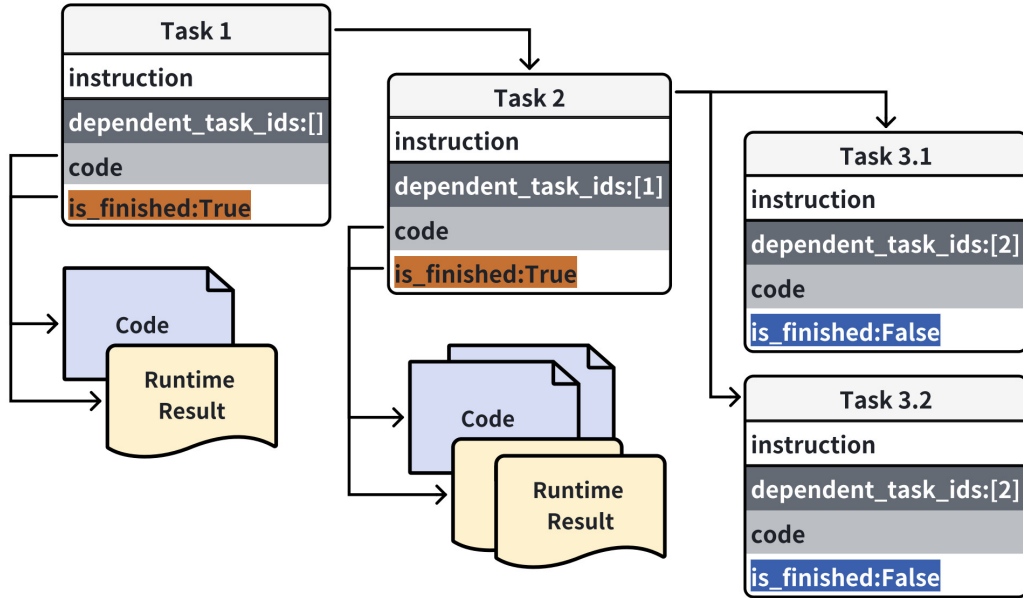 Task 1
instruction
dependent_task_ids:[]
code
is_finished:True
Code
Runtime
Result
Task 2
instruction
dependent_task_ids:[1]
code
is_finished:True
Code
Runtime
Result
Task 3.1
instruction
dependent_task_ids:[2]
code
is_finished:False
Task 3.2
instruction
dependent_task_ids:[2]
code
is_finished:False